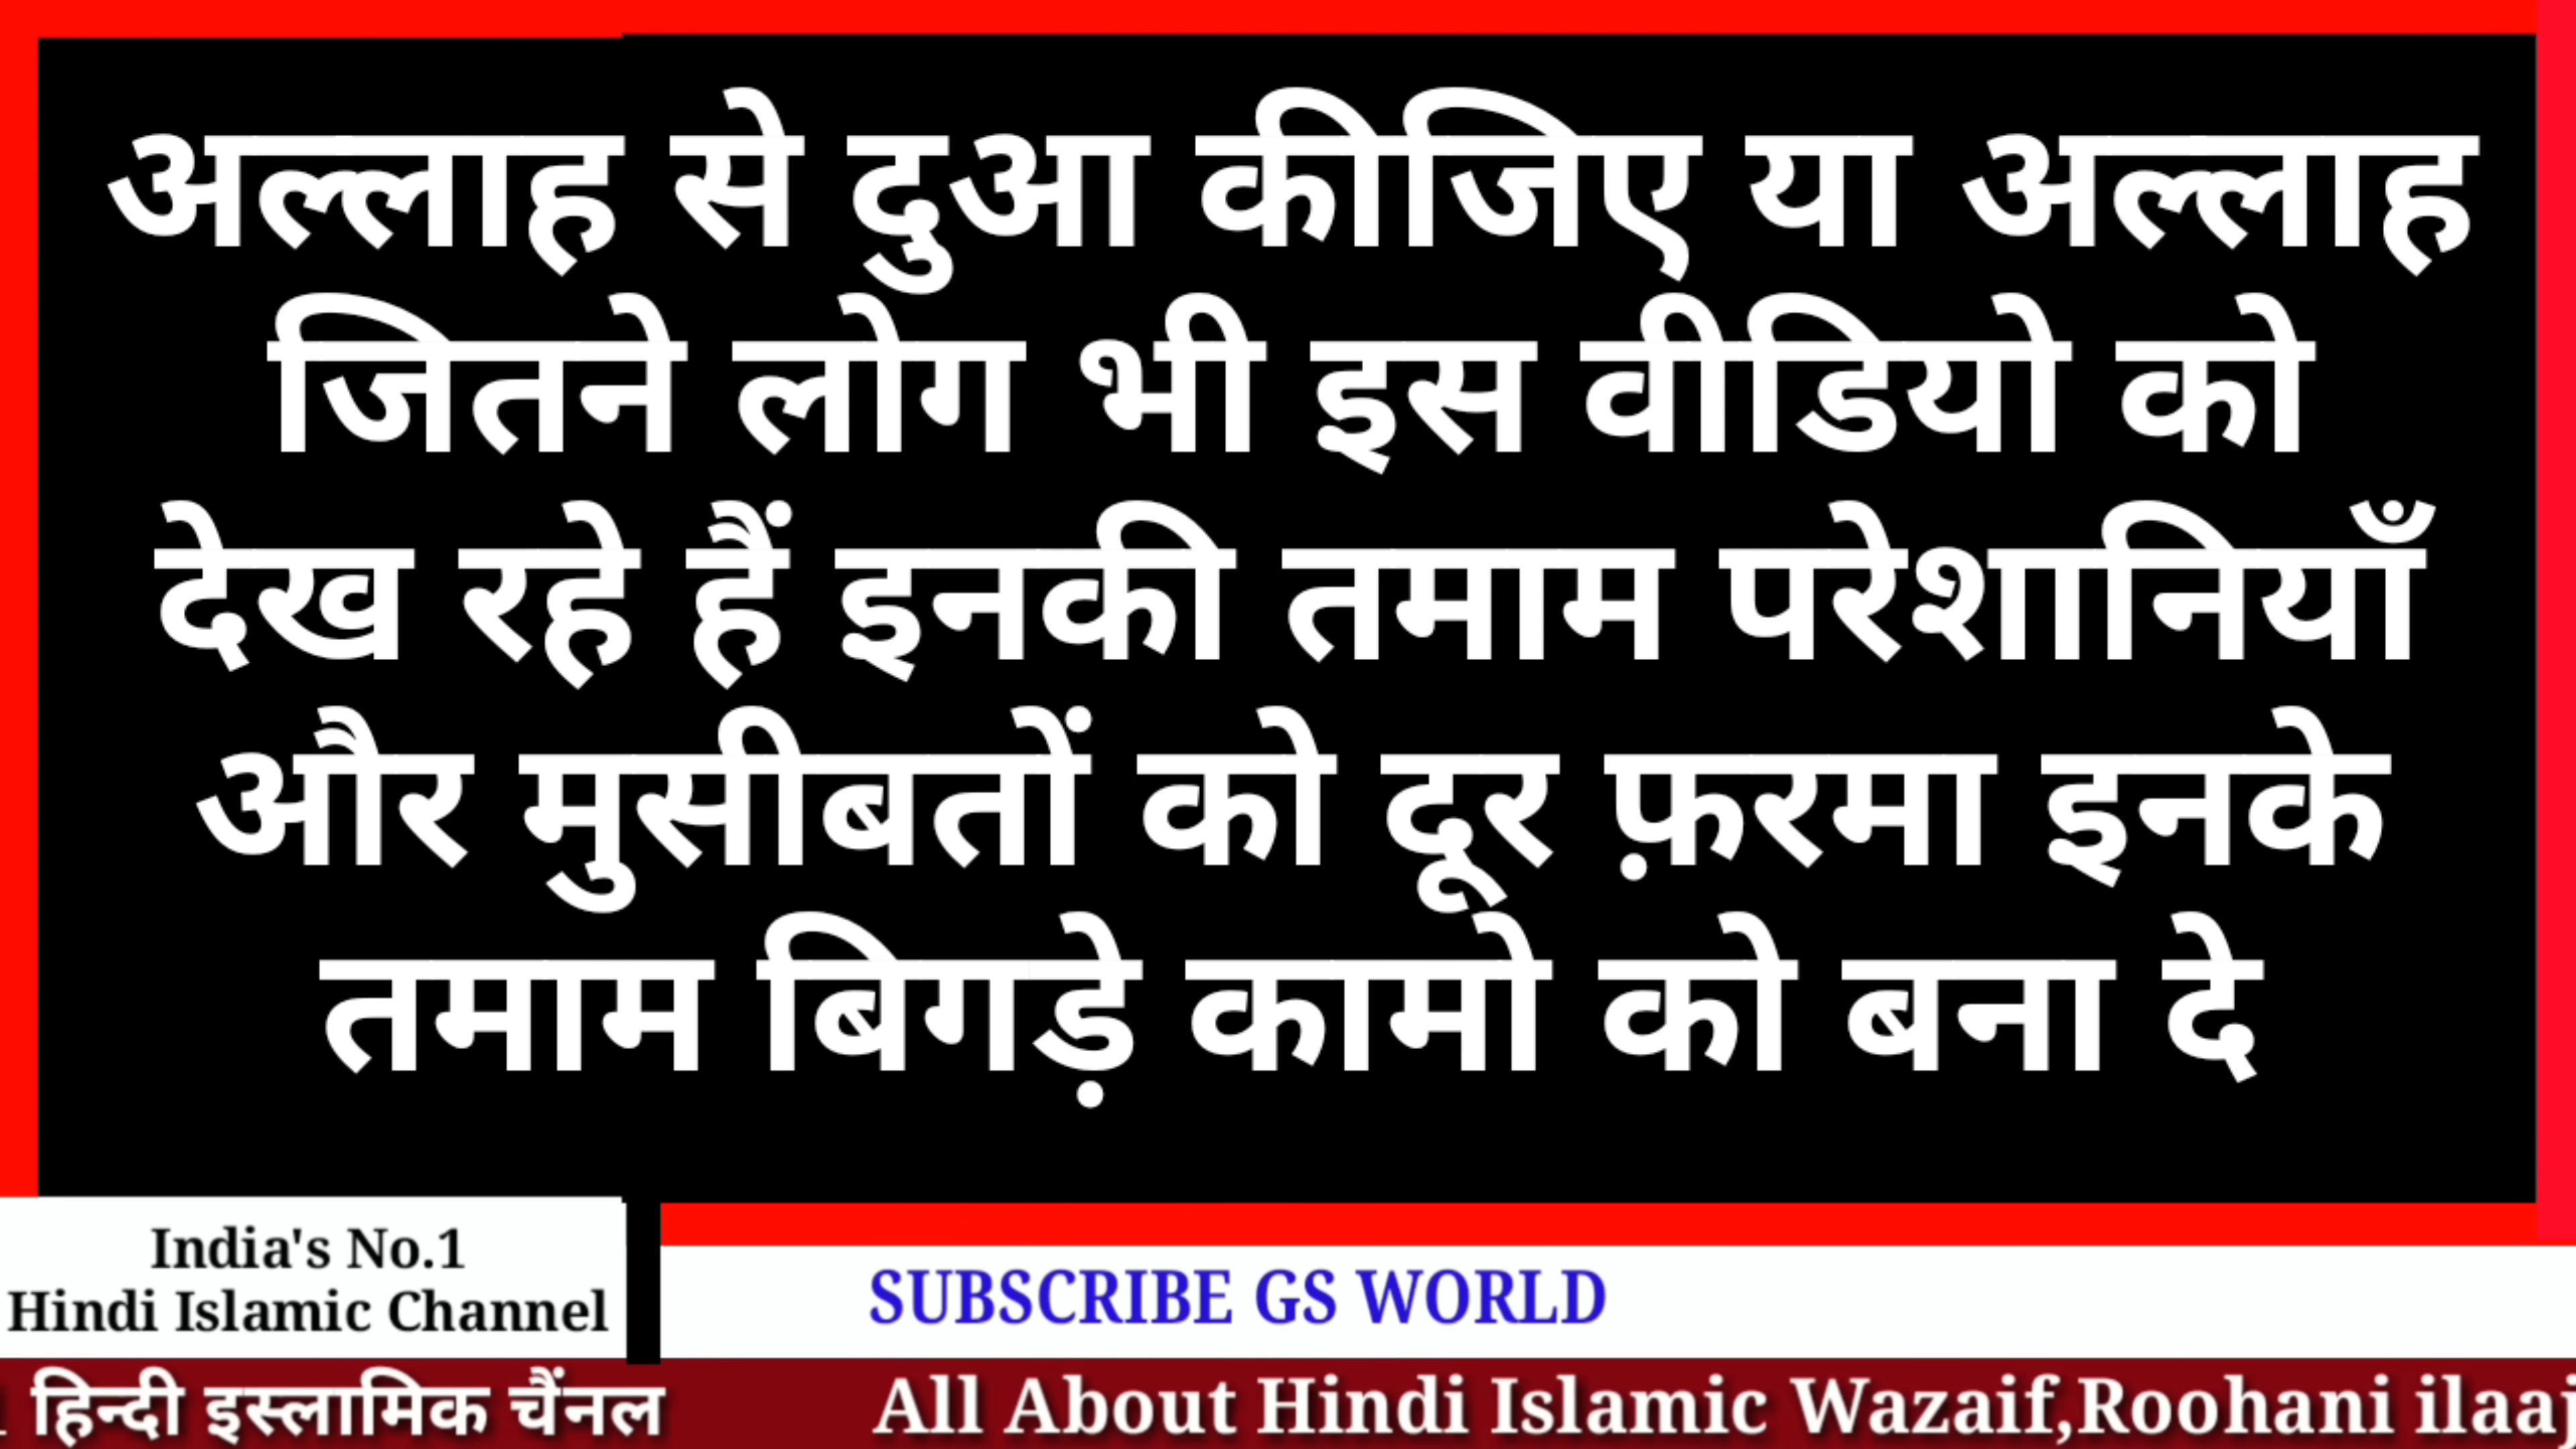 अल्लाह से दुआ कीजिए या अल्लाह
जितने लोग भी इस वीडियो को
देख रहे हैं इनकी तमाम परेशानियाँ
और मुसीबतों को दूर फ़रमा इनके
तमाम बिगड़े कामो को बना दे
India's No.1
Hindi Islamic Channel
SUBSCRIBE GS WORLD
हिन्दी इस्लामिक चैंनल All About Hindi Islamic Wazaif,Roohani ilaaj